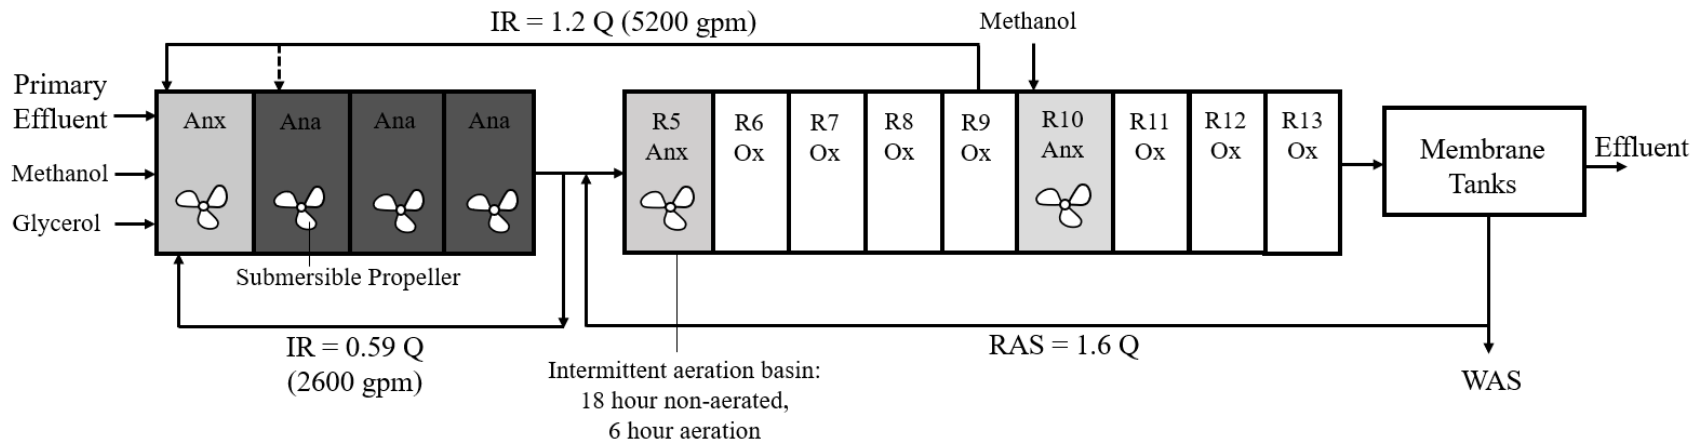 IR = 1.2 Q (5200 gpm)
Methanol
Primary
Effluent
Methanol
Glycerol
Anx
Ana
Ana
Ana
Submersible Propeller
IR = 0.59 Q
(2600 gpm)
R5
Anx
R6
Ox
R7
Ox
R8
Ox
R9
Ox
R10
Anx
R11
Ox
R12
Ox
R13
Ox
Membrane
Tanks
Effluent
RAS = 1.6 Q
WAS
Intermittent aeration basin:
18 hour non-aerated,
6 hour aeration